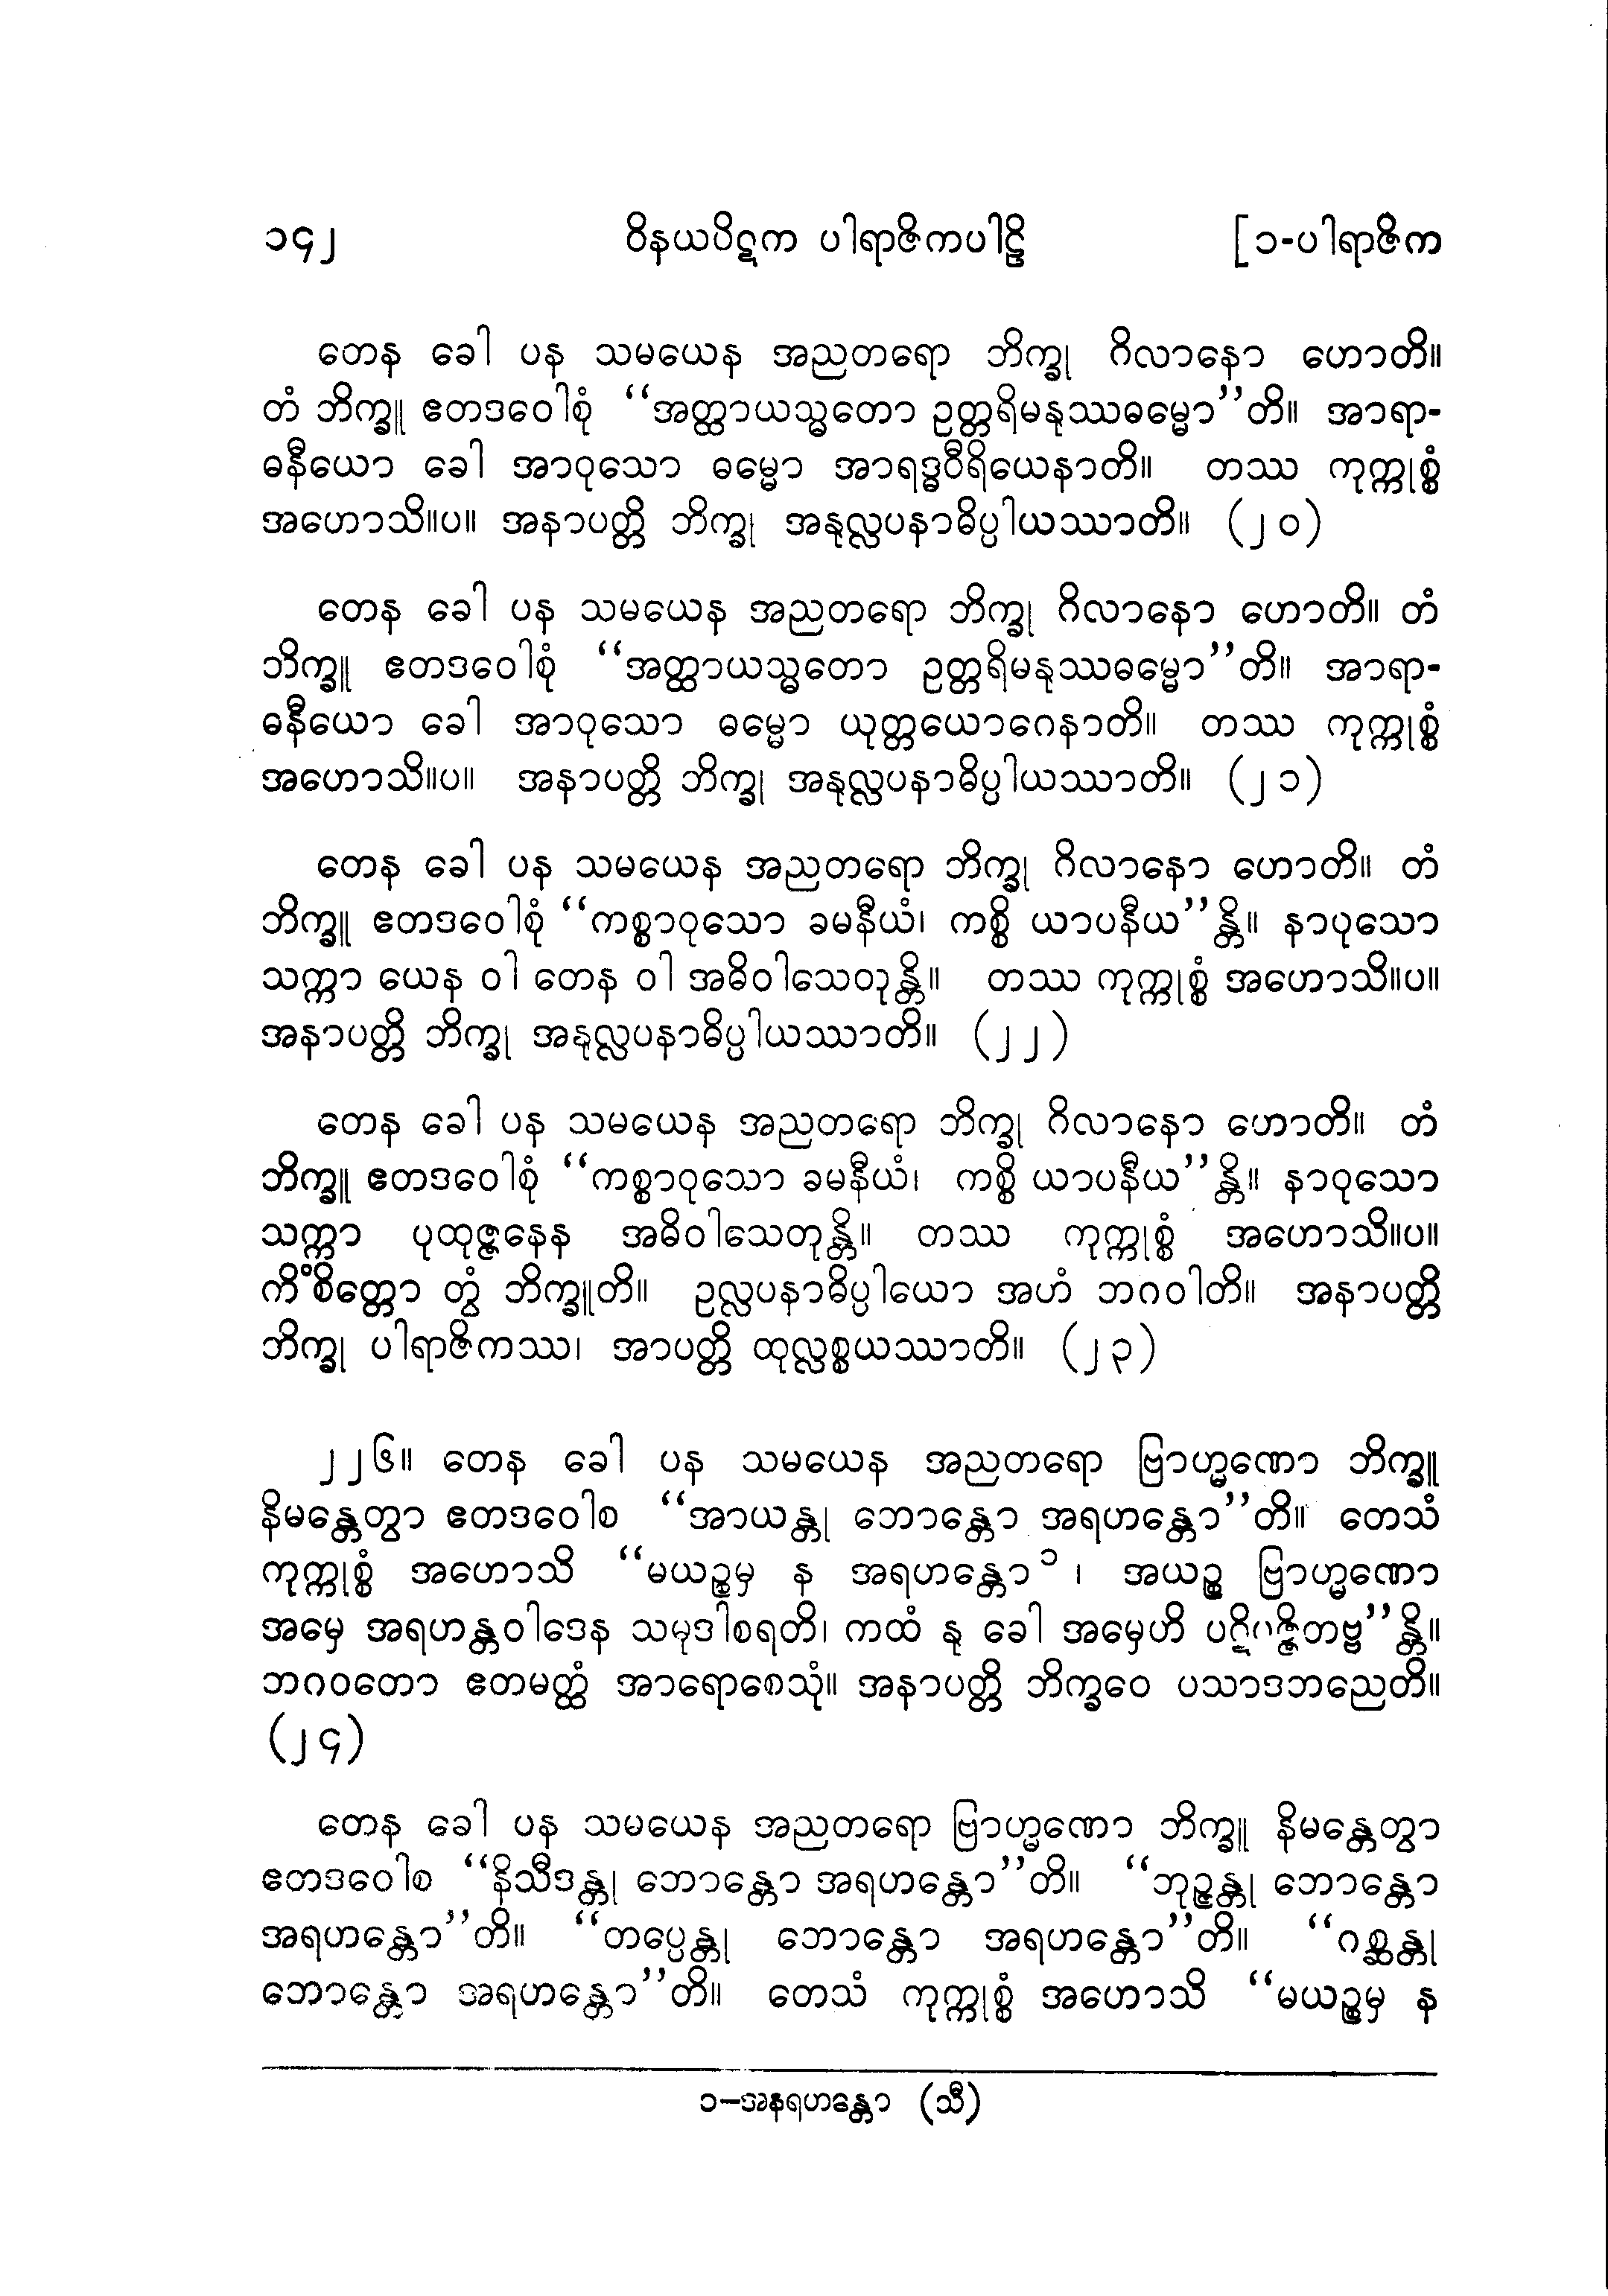 ၁၄၂ ဝိနယပိဋက ပါရာဇိကပါဠိ [၁-ပါရာဇိက
တေန ခေါ ပန သမယေန အညတရော ဘိက္ခု ဂိလာနော ဟောတိ။
တံ ဘိက္ခူ ဧတဒဝေါစုံ “အတ္ထာယသ္မတော ဥတ္တရိမနုဿဓမ္မော”တိ။ အာရာ-
ဓနီယော ခေါ အာဝုသော ဓမ္မော အာရဒ္ဓဝီရိယေနာတိ။ တဿ ကုက္ကုစ္စံ
အဟောသိ။ပ။ အနာပတ္တိ ဘိက္ခု အနုလ္လပနာဓိပ္ပါယဿာတိ။ (၂၀)
တေန ခေါ ပန သမယေန အညတရော ဘိက္ခု ဂိလာနော ဟောတိ။ တံ
ဘိက္ခူ ဧတဒဝေါစုံ “အတ္ထာယသ္မတော ဥတ္တရိမနုဿဓမ္မော”တိ။ အာရာ-
ဓနီယော ခေါ အာဝုသော ဓမ္မော ယုတ္တယောဂေနာတိ။ တဿ ကုက္ကုစ္စံ
အဟောသိ။ပ။ အနာပတ္တိ ဘိက္ခု အနုလ္လပနာဓိပ္ပါယဿာတိ။ (၂၁)
တေန ခေါ ပန သမယေန အညတရော ဘိက္ခု ဂိလာနော ဟောတိ။ တံ
ဘိက္ခူ ဧတဒဝေါစုံ “ကစ္စာဝုသော ခမနီယံ၊ ကစ္စိ ယာပနီယ”န္တိ။ နာပုသော
သက္ကာ ယေန ဝါ တေန ဝါ အဓိဝါသေတုန္တိ။ တဿ ကုက္ကုစ္စံ အဟောသိ။ပ။
အနာပတ္တိ ဘိက္ခု အနုလ္လပနာဓိပ္ပါယဿာတိ။ (၂၂)
တေန ခေါ ပန သမယေန အညတရော ဘိက္ခု ဂိလာနော ဟောတိ။ တံ
ဘိက္ခူ ဧတဒဝေါစုံ “ကစ္စာဝုသော ခမနီယံ၊ ကစ္စိ ယာပနီယ”န္တိ။ နာဝုသော
သက္ကာ ပုထုဇ္ဇနေန အဓိဝါသေတုန္တိ။ တဿ ကုက္ကုစ္စံ အဟောသိ။ပ။
ကိံစိတ္တော တွံ ဘိက္ခူတိ။ ဥလ္လပနာဓိပ္ပါယော အဟံ ဘဂဝါတိ။ အနာပတ္တိ
ဘိက္ခု ပါရာဇိကဿ၊ အာပတ္တိ ထုလ္လစ္စယဿာတိ။ (၂၃)
၂၂၆။ တေန ခေါ ပန သမယေန အညတရော ဗြာဟ္မဏော ဘိက္ခူ
နိမန္တေတွာ ဧတဒဝေါစ “အာယန္တု ဘောန္တော အရဟန္တော”တိ။ တေသံ
ကုက္ကုစ္စံ အဟောသိ “မယဉ္စမှ န အရဟန္တော၁၊ အယဉ္စ ဗြာဟ္မဏော
အမှေ အရဟန္တဝါဒေန သမုဒါစရတိ၊ ကထံ နု ခေါ အမှေဟိ ပဋိပဇ္ဇိတဗ္ဗ”န္တိ။
ဘဂဝတော ဧတမတ္ထံ အာရောစေသုံ။ အနာပတ္တိ ဘိက္ခဝေ ပသာဒဘညေတိ။
(၂၄)
တေန ခေါ ပန သမယေန အညတရော ဗြာဟ္မဏော ဘိက္ခူ နိမန္တေတွာ
ဧတဒဝေါစ “နိသီဒန္တု ဘောန္တော အရဟန္တော”တိ။ “ဘုဉ္ဇန္တု ဘောန္တော
အရဟန္တော”တိ။ “တပ္ပေန္တု ဘောန္တော အရဟန္တော”တိ။ “ဂစ္ဆန္တု
ဘောန္တော အရဟန္တော”တိ။ တေသံ ကုက္ကုစ္စံ အဟောသိ “မယဉ္စမှ န
၁–အနရဟန္တော (သီ)